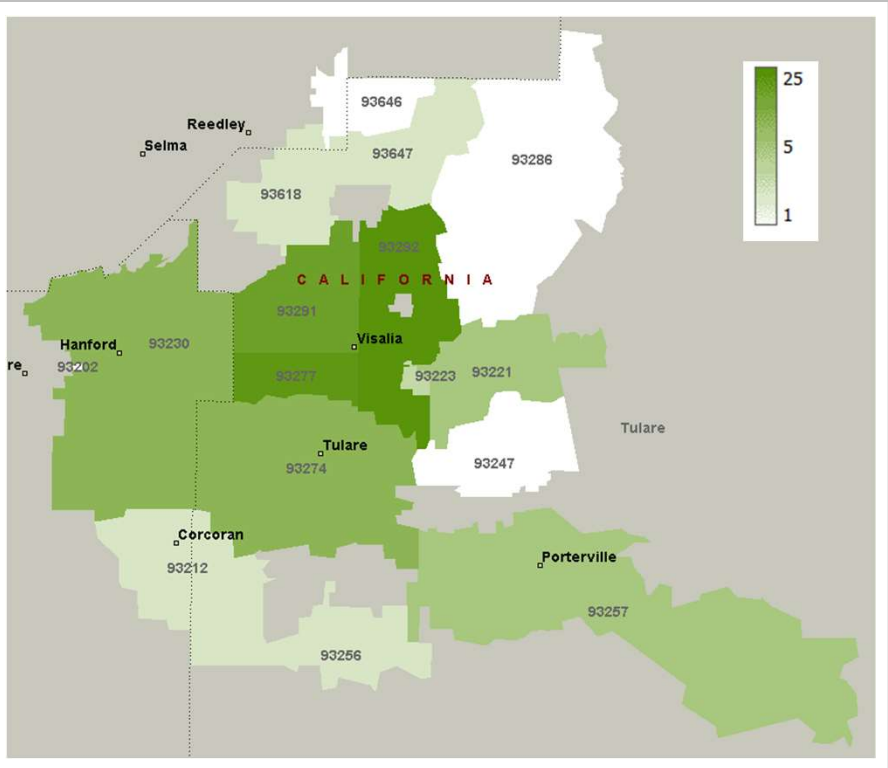 25
5
1
93646
Reedley
Selma
93647
93286
93618
93292
CALIFORNIA
93291
Visalia
Hanford
93230
re
93202
93277
93223
93221
Tulare
Tulare
93274
93247
Corcoran
93212
Porterville
93257
93256